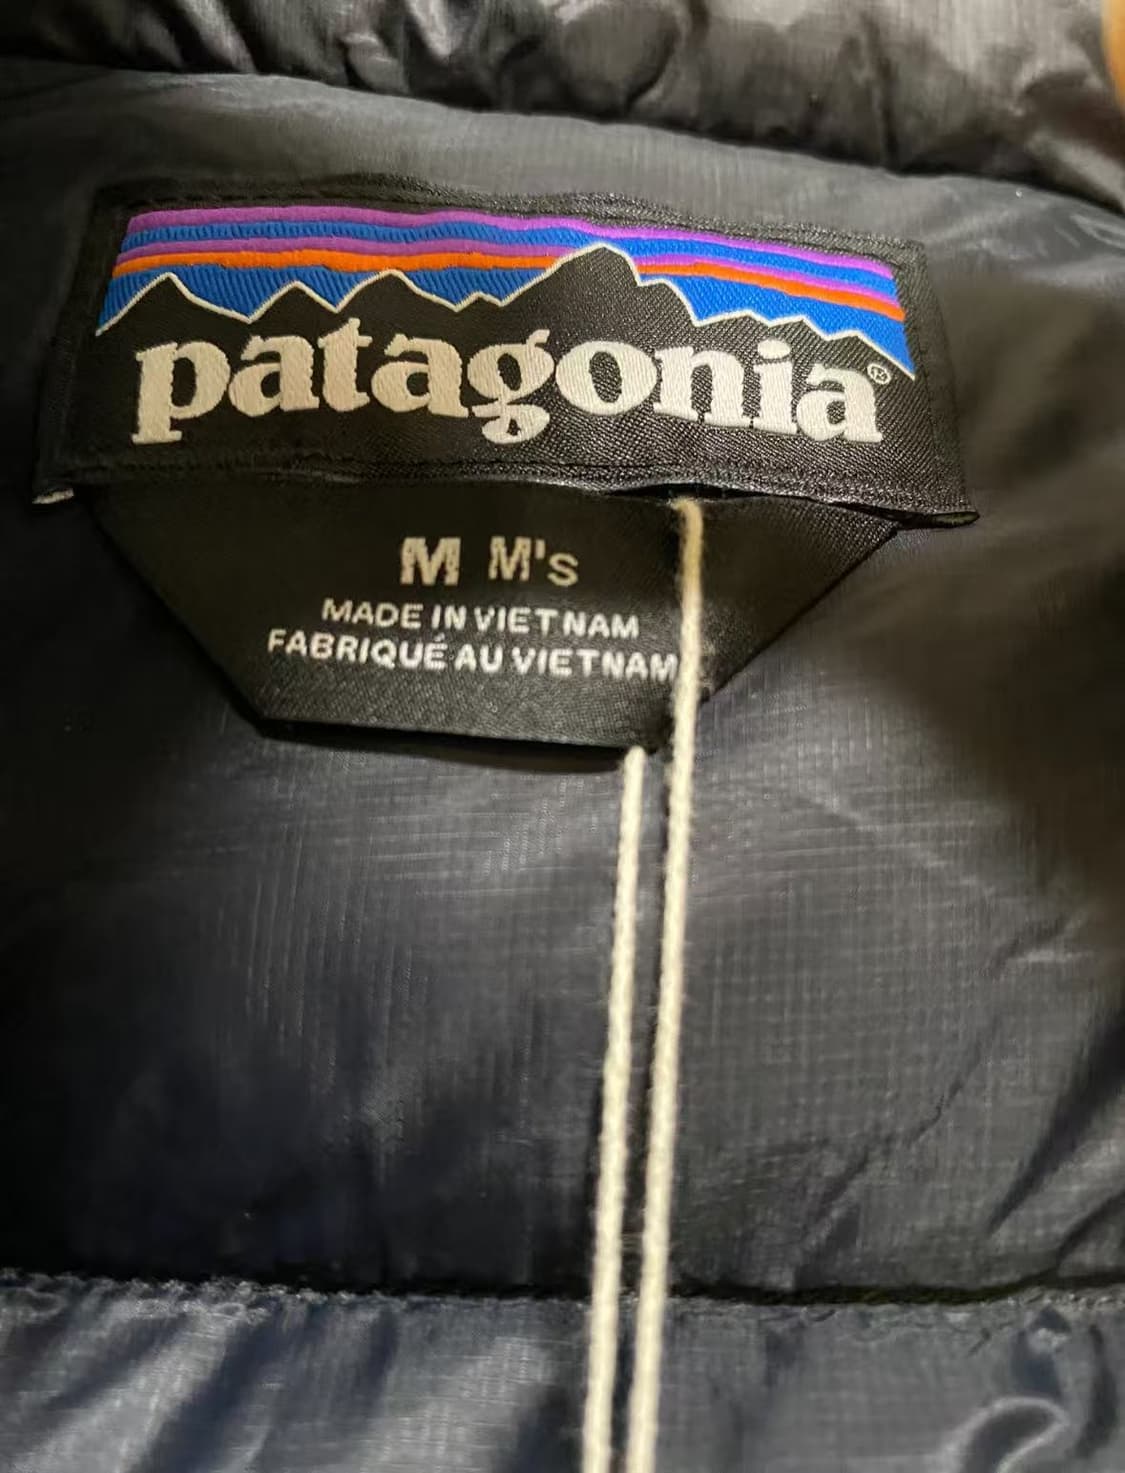 patagonia®
M M's
MADE IN VIETNAM
FABRIQUÉ AU VIETNAM